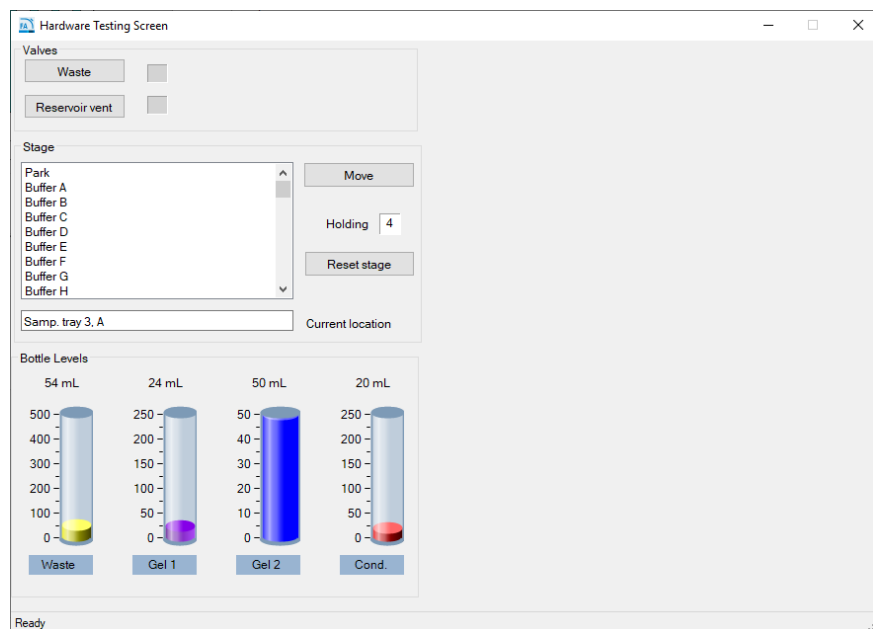 FA Hardware Testing Screen
Valves
Waste
Reservoir vent
Stage
Park
Buffer A
Buffer B
Buffer C
Buffer D
Buffer E
Buffer F
Buffer G
Buffer H
Move
Holding 4
Reset stage
Samp. tray 3, A
Current location
Bottle Levels
54 mL 24 mL 50 mL 20 mL
500 250 50 250
400 200 40 200
300 150 30 150
200 100 20 100
100 50 10 50
0 0 0 0
Waste Gel 1 Gel 2 Cond.
Ready